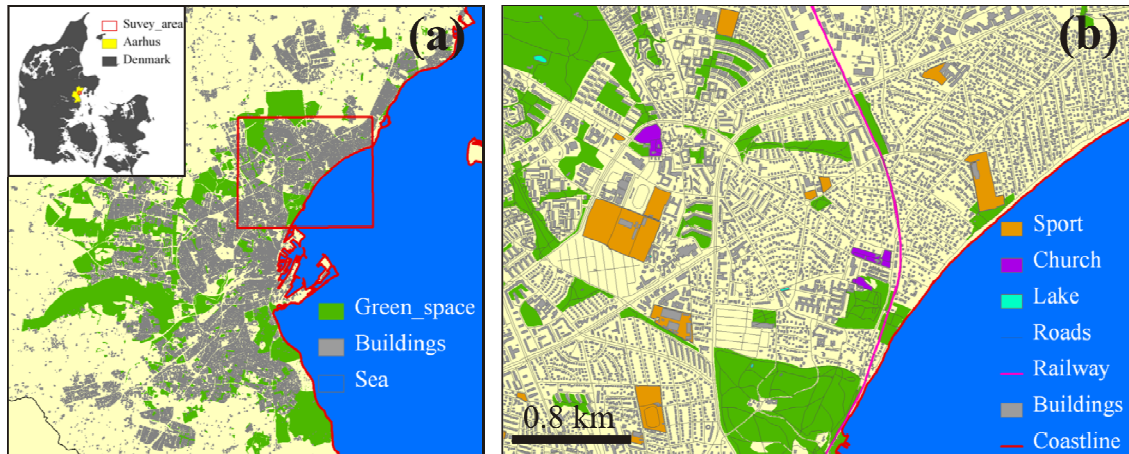 Suvey_area
Aarhus
Denmark
(a)
Green_space
Buildings
Sea
(b)
Sport
Church
Lake
Roads
Railway
Buildings
Coastline
0.8 km